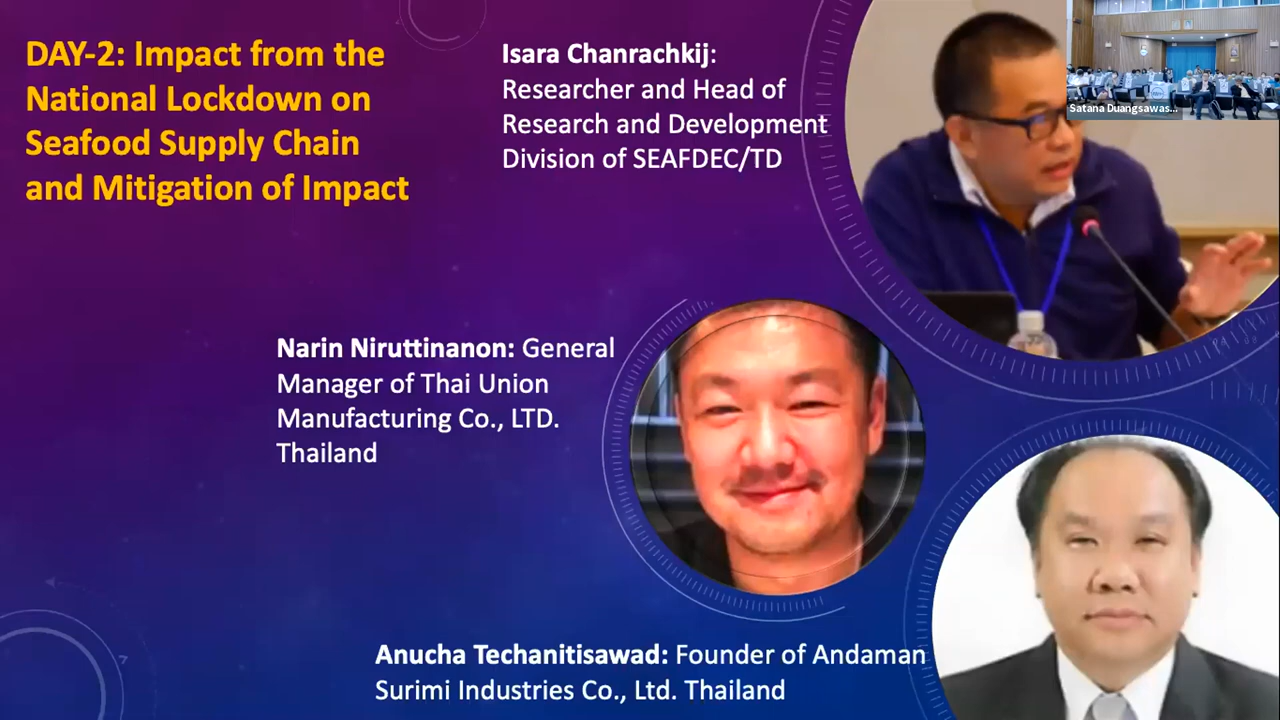 DAY-2: Impact from the
National Lockdown on
Seafood Supply Chain
and Mitigation of Impact
Isara Chanrachkij:
Researcher and Head of
Research and Development
Division of SEAFDEC/TD
Satana Duangsawas...
Narin Niruttinanon: General
Manager of Thai Union
Manufacturing Co., LTD.
Thailand
Anucha Techanitisawad: Founder of Andaman
Surimi Industries Co., Ltd. Thailand